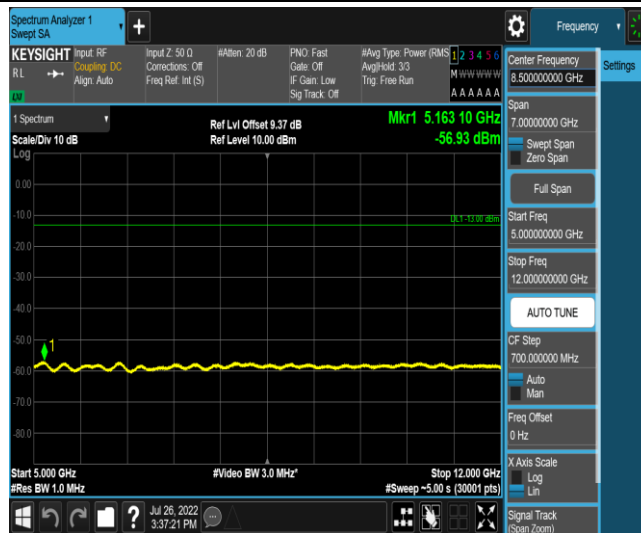 Spectrum Analyzer 1
Swept SA
Frequency
KEYSIGHT
RL
Input: RF
Coupling: DC
Align: Auto
Input Z: 50 Ω
Corrections: Off
Freq Ref: Int (S)
#Atten: 20 dB
PNO: Fast
Gate: Off
IF Gain: Low
Sig Track: Off
#Avg Type: Power (RMS
Avg|Hold: 3/3
Trig: Free Run
1 2 3 4 5 6
M W W W W W
A A A A A A
1 Spectrum
Scale/Div 10 dB
Log
Ref Lvl Offset 9.37 dB
Ref Level 10.00 dBm
Mkr1 5.163 10 GHz
-56.93 dBm
0.00
-10.0
-20.0
-30.0
-40.0
-50.0
-60.0
-70.0
-80.0
DL1 -13.00 dBm
1
Start 5.000 GHz
#Res BW 1.0 MHz
#Video BW 3.0 MHz*
Stop 12.000 GHz
#Sweep ~5.00 s (30001 pts)
?
Jul 26, 2022
3:37:21 PM
Center Frequency
8.500000000 GHz
Settings
Span
7.00000000 GHz
Swept Span
Zero Span
Full Span
Start Freq
5.000000000 GHz
Stop Freq
12.000000000 GHz
AUTO TUNE
CF Step
700.000000 MHz
Auto
Man
Freq Offset
0 Hz
X Axis Scale
Log
Lin
Signal Track
(Span Zoom)